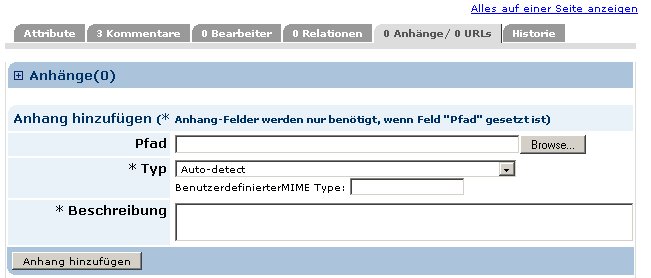 Alles auf einer Seite anzeigen
Attribute 3 Kommentare 0 Bearbeiter 0 Relationen 0 Anhänge/ 0 URLs Historie
Anhänge(0)
Anhang hinzufügen (* Anhang-Felder werden nur benötigt, wenn Feld "Pfad" gesetzt ist)
Pfad Browse...
* Typ Auto-detect
BenutzerdefinierterMIME Type:
* Beschreibung
Anhang hinzufügen